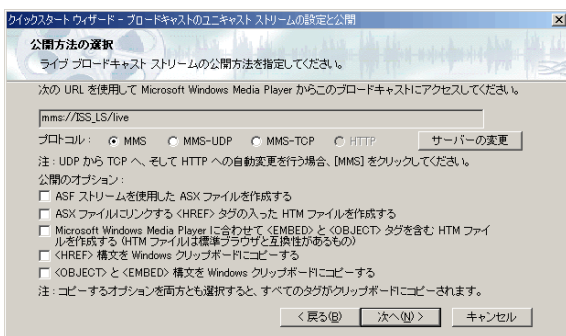 クイックスタート ウィザード - ブロードキャストのユニキャスト ストリームの設定と公開
公開方法の選択
ライブ ブロードキャスト ストリームの公開方法を指定してください。
次の URL を使用して Microsoft Windows Media Player からこのブロードキャストにアクセスしてください。
mms://ISS_LS/live
プロトコル : MMS MMS-UDP MMS-TCP HTTP サーバーの変更
注 : UDP から TCP へ、そして HTTP への自動変更を行う場合、[MMS] をクリックしてください。
公開のオプション :
ASF ストリームを使用した ASX ファイルを作成する
ASX ファイルにリンクする <HREF> タグの入った HTM ファイルを作成する
Microsoft Windows Media Player に合わせて <EMBED> と <OBJECT> タグを含む HTM ファイ
ルを作成する (HTM ファイルは標準ブラウザと互換性があるもの)
<HREF> 構文を Windows クリップボードにコピーする
<OBJECT> と <EMBED> 構文を Windows クリップボードにコピーする
注 : コピーするオプションを両方とも選択すると、すべてのタグがクリップボードにコピーされます。
< 戻る(B) 次へ(N) > キャンセル